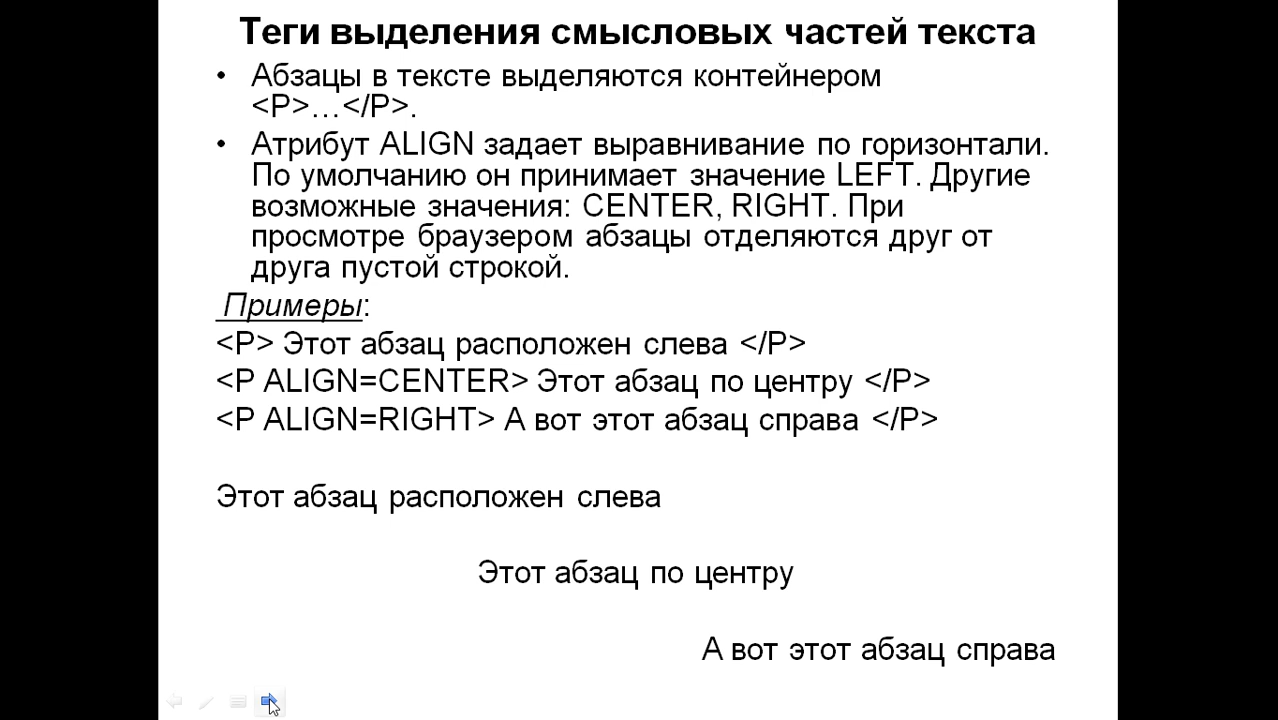 Теги выделения смысловых частей текста
• Абзацы в тексте выделяются контейнером
<P>…</P>.
• Атрибут ALIGN задает выравнивание по горизонтали.
По умолчанию он принимает значение LEFT. Другие
возможные значения: CENTER, RIGHT. При
просмотре браузером абзацы отделяются друг от
друга пустой строкой.
Примеры:
<P> Этот абзац расположен слева </P>
<P ALIGN=CENTER> Этот абзац по центру </P>
<P ALIGN=RIGHT> А вот этот абзац справа </P>
Этот абзац расположен слева
Этот абзац по центру
А вот этот абзац справа